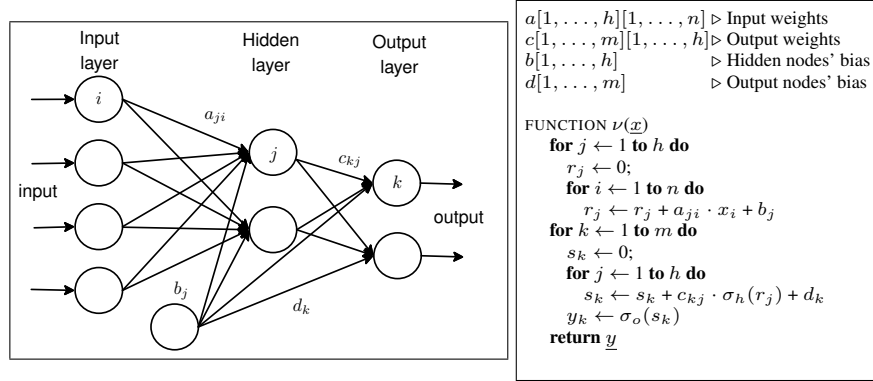 Input
layer
Hidden
layer
Output
layer
i
a_{ji}
j
c_{kj}
k
input
output
b_j
d_k
a[1, . . . , h][1, . . . , n] ▷ Input weights
c[1, . . . , m][1, . . . , h] ▷ Output weights
b[1, . . . , h] ▷ Hidden nodes' bias
d[1, . . . , m] ▷ Output nodes' bias
FUNCTION ν(x)
for j ← 1 to h do
r_j ← 0;
for i ← 1 to n do
r_j ← r_j + a_{ji} · x_i + b_j
for k ← 1 to m do
s_k ← 0;
for j ← 1 to h do
s_k ← s_k + c_{kj} · σ_h(r_j) + d_k
y_k ← σ_o(s_k)
return y